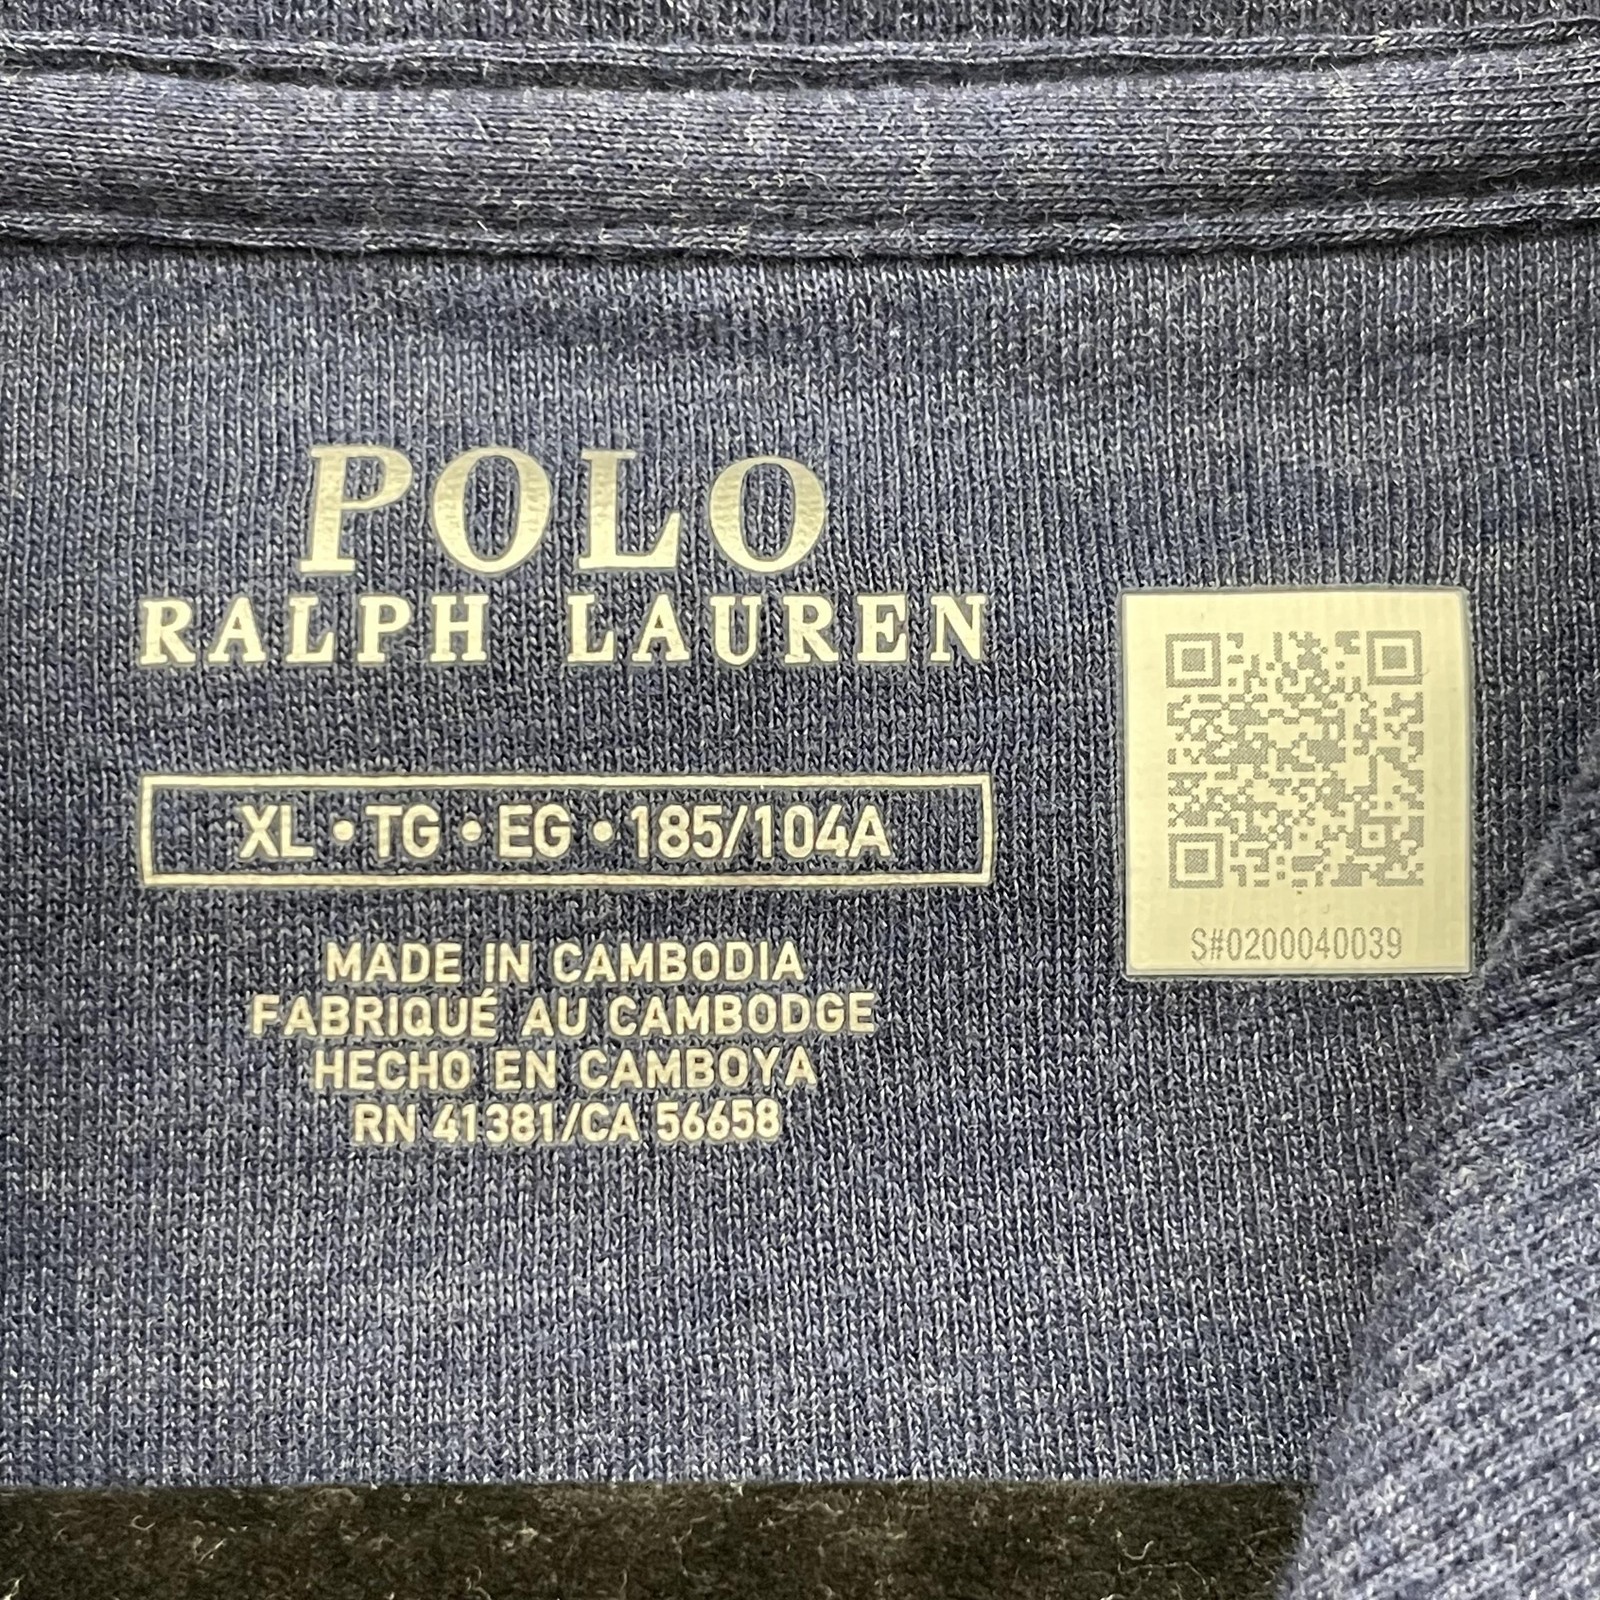 POLO
RALPH LAUREN
XL • TG • EG • 185/104A
MADE IN CAMBODIA
FABRIQUÉ AU CAMBODGE
HECHO EN CAMBOYA
RN 41381/CA 56658
S#0200040039